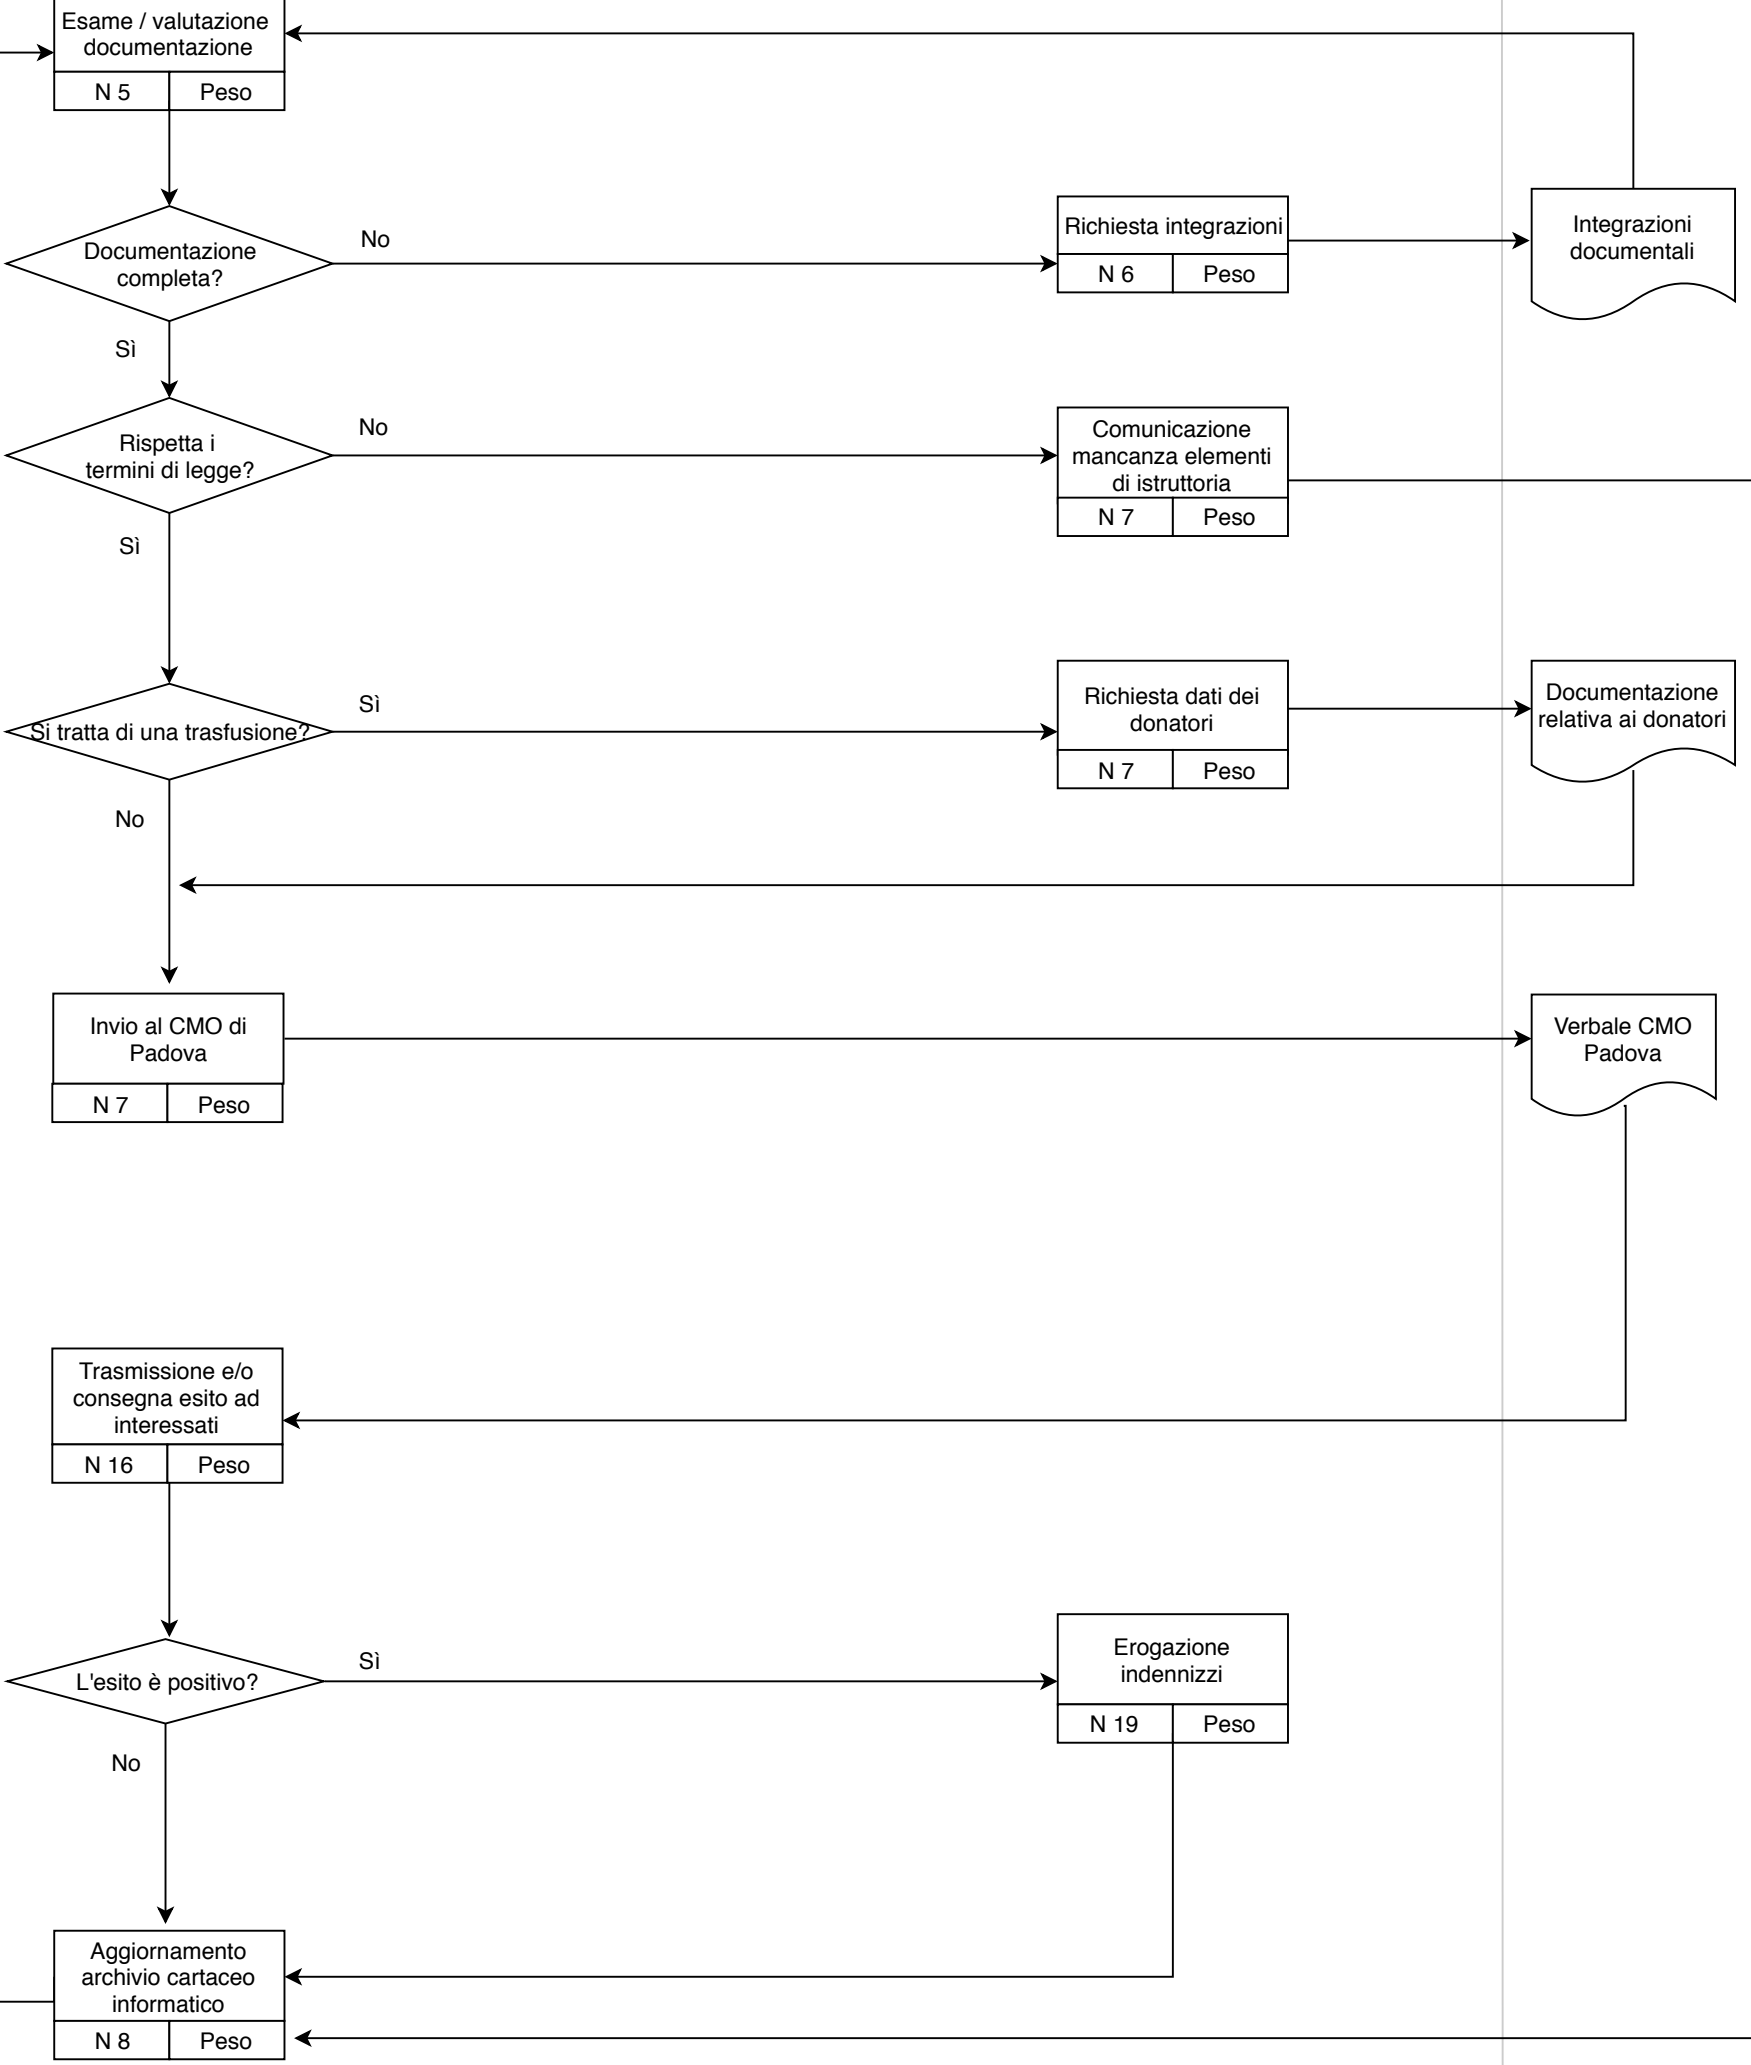 Esame / valutazione
documentazione
N 5
Peso
Documentazione
completa?
No
Richiesta integrazioni
N 6
Peso
Integrazioni
documentali
Sì
Rispetta i
termini di legge?
No
Comunicazione
mancanza elementi
di istruttoria
N 7
Peso
Sì
Si tratta di una trasfusione?
Sì
Richiesta dati dei
donatori
N 7
Peso
Documentazione
relativa ai donatori
No
Invio al CMO di
Padova
N 7
Peso
Verbale CMO
Padova
Trasmissione e/o
consegna esito ad
interessati
N 16
Peso
L'esito è positivo?
Sì
Erogazione
indennizzi
N 19
Peso
No
Aggiornamento
archivio cartaceo
informatico
N 8
Peso